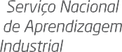 Serviço Nacional
de Aprendizagem
Industrial